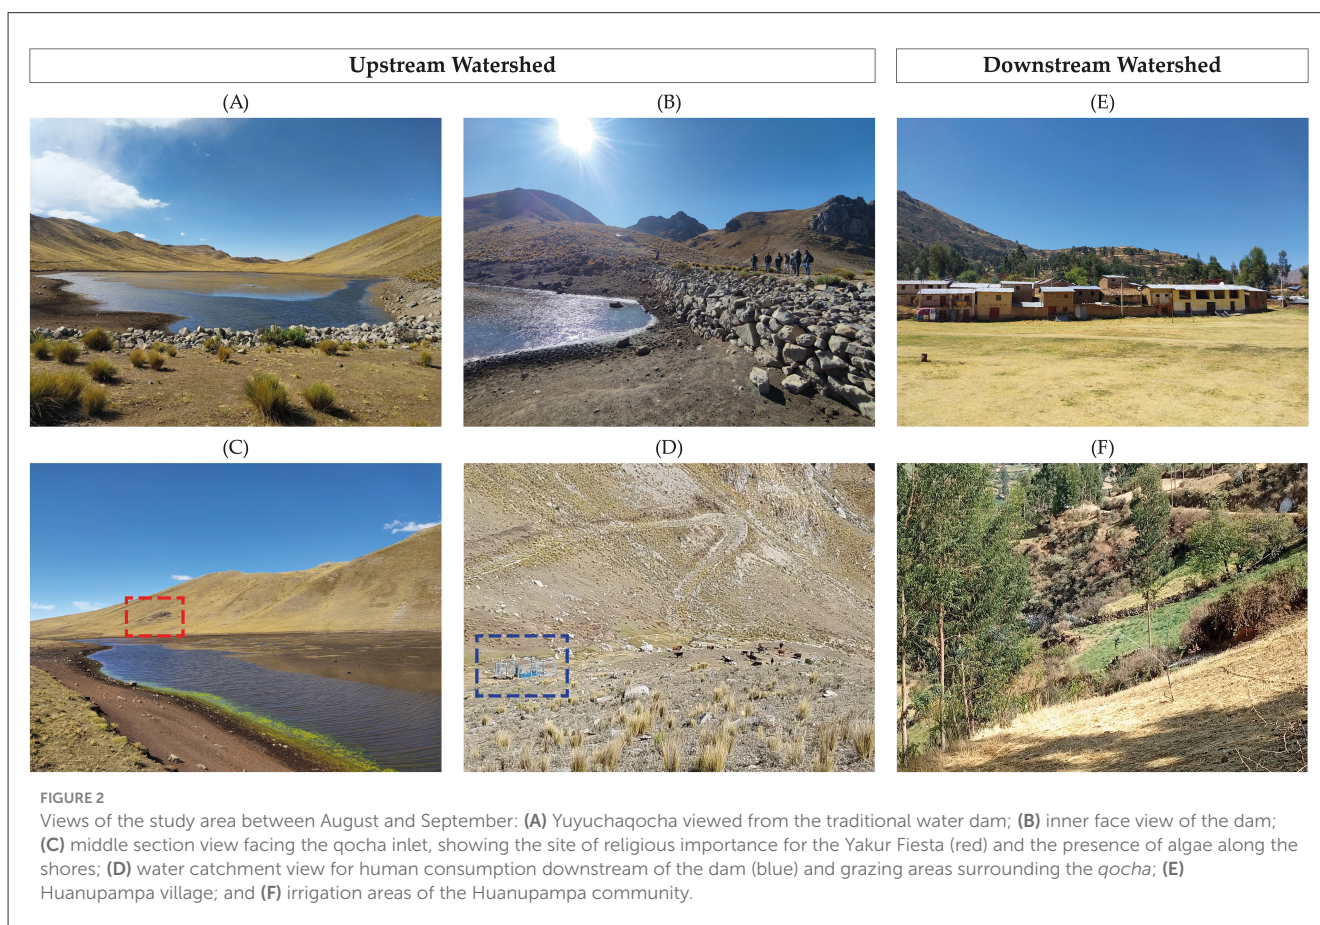 Upstream Watershed
Downstream Watershed
(A)
(B)
(E)
(C)
(D)
(F)
FIGURE 2
Views of the study area between August and September: (A) Yuyuchaqocha viewed from the traditional water dam; (B) inner face view of the dam;
(C) middle section view facing the qocha inlet, showing the site of religious importance for the Yakur Fiesta (red) and the presence of algae along the
shores; (D) water catchment view for human consumption downstream of the dam (blue) and grazing areas surrounding the qocha; (E)
Huanupampa village; and (F) irrigation areas of the Huanupampa community.